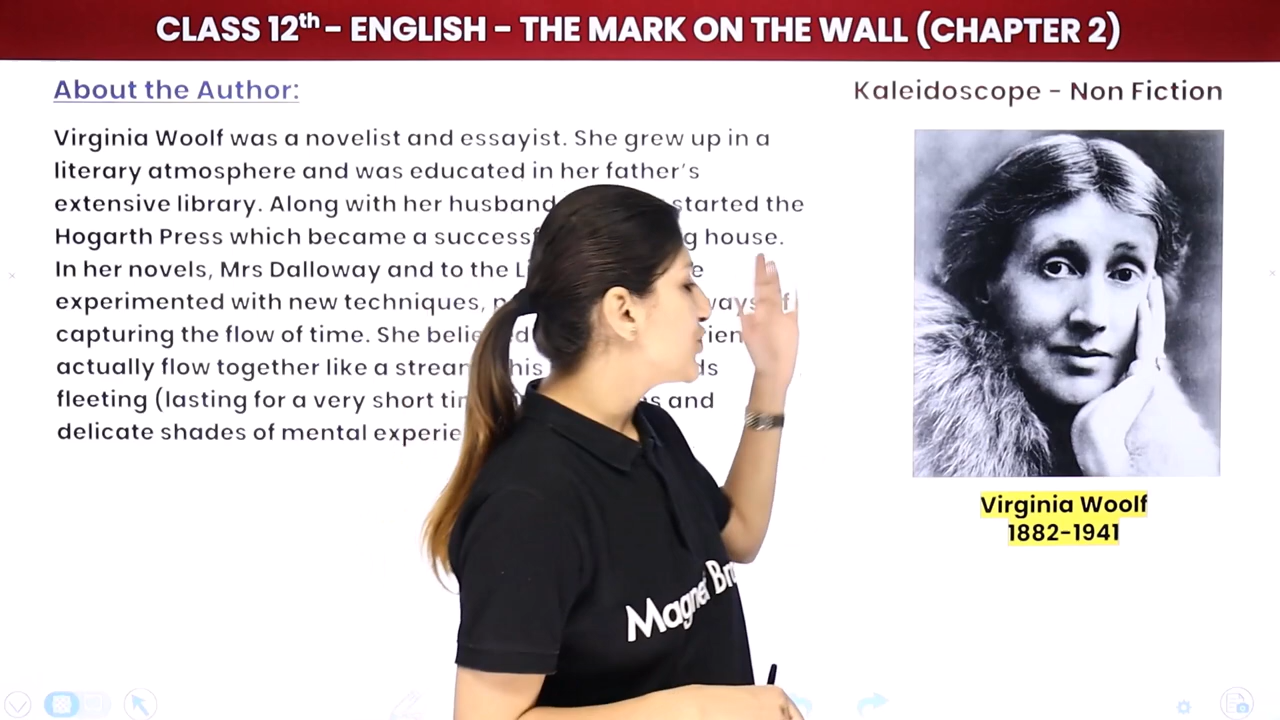 CLASS 12th – ENGLISH – THE MARK ON THE WALL (CHAPTER 2)
About the Author:
Kaleidoscope - Non Fiction
Virginia Woolf was a novelist and essayist. She grew up in a
literary atmosphere and was educated in her father's
extensive library. Along with her husband started the
Hogarth Press which became a house.
In her novels, Mrs Dalloway and to the
experimented with new techniques, ways of
capturing the flow of time. She
actually flow together like a
fleeting (lasting for a very short and
delicate shades of mental
Virginia Woolf
1882-1941